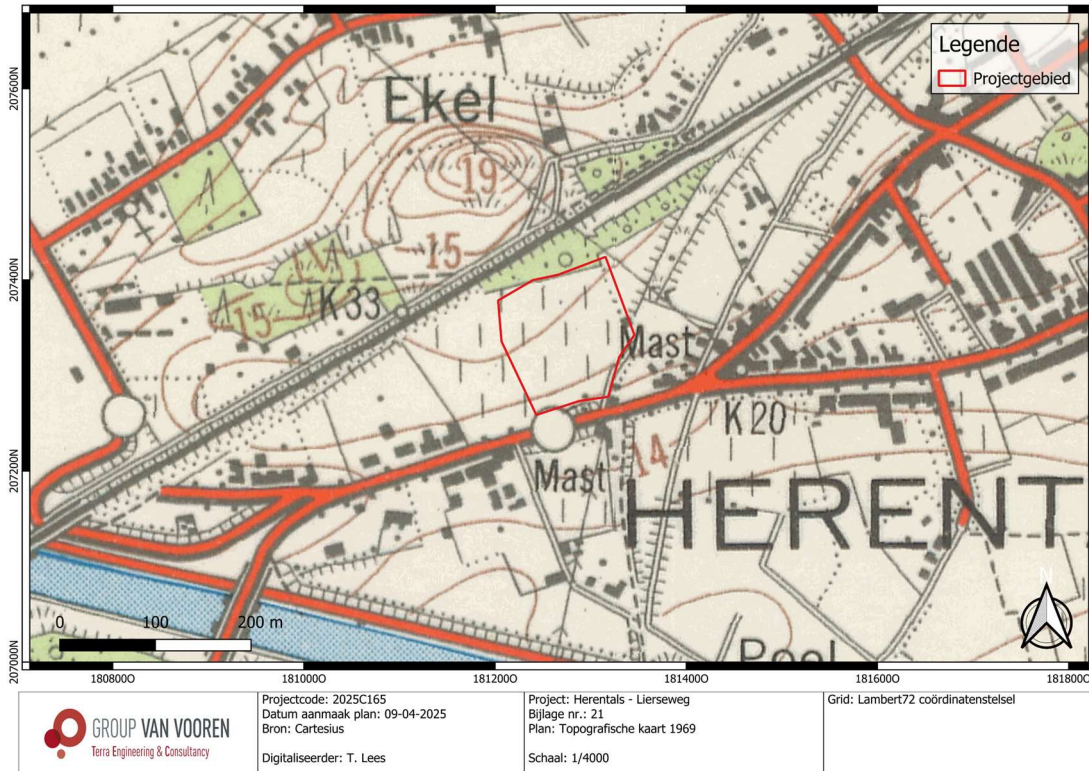 Legende
Projectgebied
Ekel
19
15
15
K33
Mast
K20
14
Mast
HERENT
N
0 100 200 m
207600N
207400N
207200N
207000N
180800O 181000O 181200O 181400O 181600O 181800O
GROUP VAN VOOREN
Terra Engineering & Consultancy
Projectcode: 2025C165
Datum aanmaak plan: 09-04-2025
Bron: Cartesius
Digitaliseerder: T. Lees
Project: Herentals - Lierseweg
Bijlage nr.: 21
Plan: Topografische kaart 1969
Schaal: 1/4000
Grid: Lambert72 coördinatenstelsel